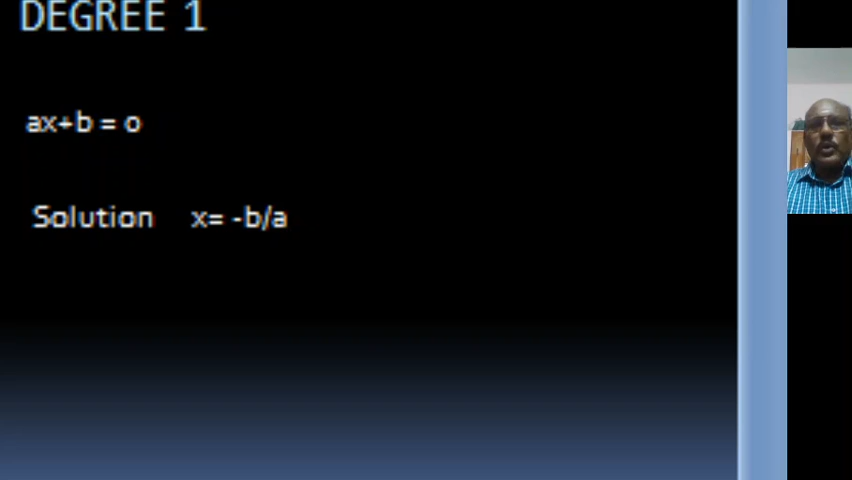 DEGREE 1
ax+b = o
Solution x= -b/a